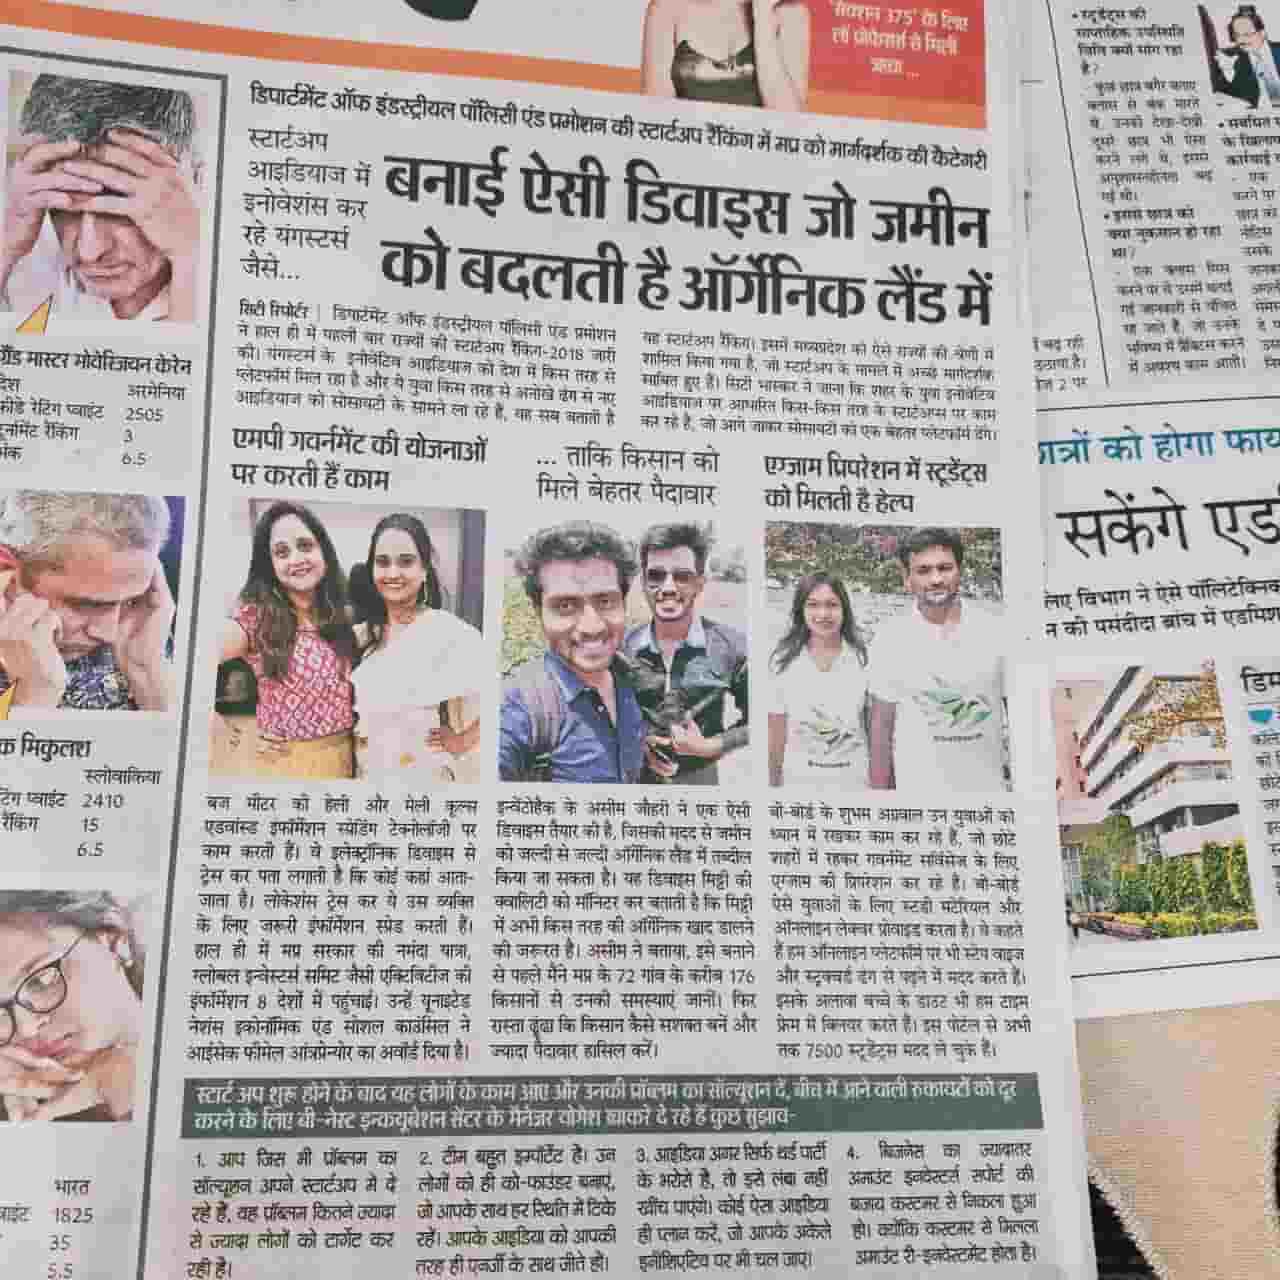 'सेक्शन 375' के लिए
लॉ प्रोफेसर्स से मिली
ऋचा ...
डिपार्टमेंट ऑफ इंडस्ट्रीयल पॉलिसी एंड प्रमोशन की स्टार्टअप रैंकिंग में मप्र को मार्गदर्शक की कैटेगरी
स्टार्टअप
आइडियाज में
इनोवेशंस कर
रहे यंगस्टर्स
जैसे...
बनाई ऐसी डिवाइस जो जमीन
को बदलती है ऑर्गेनिक लैंड में
सिटी रिपोर्टर | डिपार्टमेंट ऑफ इंडस्ट्रीयल पॉलिसी एंड प्रमोशन
ने हाल ही में पहली बार राज्यों की स्टार्टअप रैंकिंग-2018 जारी
की। यंगस्टर्स के इनोवेटिव आइडियाज को देश में किस तरह से
प्लेटफॉर्म मिल रहा है और ये युवा किस तरह से अनोखे ढंग से नए
आइडियाज को सोसायटी के सामने ला रहे हैं, यह सब बताती है
यह स्टार्टअप रैंकिंग। इसमें मध्यप्रदेश को ऐसे राज्यों की श्रेणी में
शामिल किया गया है, जो स्टार्टअप के मामले में अच्छे मार्गदर्शक
साबित हुए हैं। सिटी भास्कर ने जाना कि शहर के युवा इनोवेटिव
आइडियाज पर आधारित किस-किस तरह के स्टार्टअप्स पर काम
कर रहे है, जो आगे जाकर सोसायटी को एक बेहतर प्लेटफॉर्म देंगे।
एमपी गवर्नमेंट की योजनाओं
पर करती हैं काम
बज मीटर की हेली और मेली कूल्स
एडवांस्ड इंफॉर्मेशन स्प्रेडिंग टेक्नोलॉजी पर
काम करती हैं। वे इलेक्ट्रॉनिक डिवाइस से
ट्रेस कर पता लगाती है कि कोई कहां आता-
जाता है। लोकेशंस ट्रेस कर ये उस व्यक्ति
के लिए जरूरी इंफॉर्मेशन स्प्रेड करती हैं।
हाल ही में मप्र सरकार की नर्मदा यात्रा,
ग्लोबल इन्वेस्टर्स समिट जैसी एक्टिविटीज की
इंफॉर्मेशन 8 देशों में पहुंचाई। उन्हें यूनाइटेड
नेशंस इकोनॉमिक एंड सोशल काउंसिल ने
आईसेक फीमेल आंत्रप्रेन्योर का अवॉर्ड दिया है।
... ताकि किसान को
मिले बेहतर पैदावार
इन्वेंटोहैक के असीम जौहरी ने एक ऐसी
डिवाइस तैयार की है, जिसकी मदद से जमीन
को जल्दी से जल्दी ऑर्गेनिक लैंड में तब्दील
किया जा सकता है। यह डिवाइस मिट्टी की
क्वालिटी को मॉनिटर कर बताती है कि मिट्टी
में अभी किस तरह की ऑर्गेनिक खाद डालने
की जरूरत है। असीम ने बताया, इसे बनाने
से पहले मैंने मप्र के 72 गांव के करीब 176
किसानों से उनकी समस्याएं जानीं। फिर
रास्ता ढूंढा कि किसान कैसे सशक्त बनें और
ज्यादा पैदावार हासिल करें।
एग्जाम प्रिपरेशन में स्टूडेंट्स
को मिलती है हेल्प
बी-बोर्ड के शुभम अग्रवाल उन युवाओं को
ध्यान में रखकर काम कर रहे हैं, जो छोटे
शहरों में रहकर गवर्नमेंट सर्विसेज के लिए
एग्जाम की प्रिपरेशन कर रहे है। बी-बोर्ड
ऐसे युवाओं के लिए स्टडी मटेरियल और
ऑनलाइन लेक्चर प्रोवाइड करता है। वे कहते
हैं हम ऑनलाइन प्लेटफॉर्म पर भी स्टेप वाइज
और स्ट्रक्चर्ड ढंग से पढ़ने में मदद करते हैं।
इसके अलावा बच्चे के डाउट भी हम टाइम
फ्रेम में क्लियर करते हैं। इस पोर्टल से अभी
तक 7500 स्टूडेंट्स मदद ले चुके हैं।
स्टार्ट अप शुरू होने के बाद यह लोगों के काम आए और उनकी प्रॉब्लम का सॉल्यूशन दे, बीच में आने वाली रुकावटों को दूर
करने के लिए बी-नेस्ट इन्क्यूबेशन सेंटर के मैनेजर योगेश ब्याकरे दे रहे हैं कुछ सुझाव-
1. आप जिस भी प्रॉब्लम का
सॉल्यूशन अपने स्टार्टअप में दे
रहे हैं, वह प्रॉब्लम कितने ज्यादा
से ज्यादा लोगों को टार्गेट कर
रही है।
2. टीम बहुत इम्पॉर्टेंट है। उन
लोगों को ही को-फाउंडर बनाएं,
जो आपके साथ हर स्थिति में टिके
रहें। आपके आइडिया को आपकी
तरह ही एनर्जी के साथ जीते हों।
3. आइडिया अगर सिर्फ थर्ड पार्टी
के भरोसे है, तो इसे लंबा नहीं
खींच पाएंगे। कोई ऐसा आइडिया
ही प्लान करें, जो आपके अकेले
इनीशिएटिव पर भी चल जाए।
4. बिजनेस का ज्यादातर
अमाउंट इनवेस्टर्स सपोर्ट की
बजाय कस्टमर से निकला हुआ
हो। क्योंकि कस्टमर से मिलला
अमाउंट री-इनवेस्टमेंट होता है।
ग्रैंड मास्टर मोवेज्जियन केरेन
देश अरमेनिया
फीडे रेटिंग प्वाइंट 2505
टूर्नामेंट रैंकिंग 3
अंक 6.5
क मिकुलश
स्लोवाकिया
टिंग प्वाइंट 2410
रैंकिंग 15
6.5
भारत
प्वाइंट 1825
35
5.5
• स्टूडेंट्स की
साप्ताहिक उपस्थिति
क्यों मांग रहा
है?
• इससे छात्र को
क्या नुकसान हो रहा
था?
छात्रों को होगा फाय
सकेंगे एड
लिए विभाग ने ऐसे पॉलिटेक्निक
न की पसंदीदा ब्रांच में एडमिश
डिम